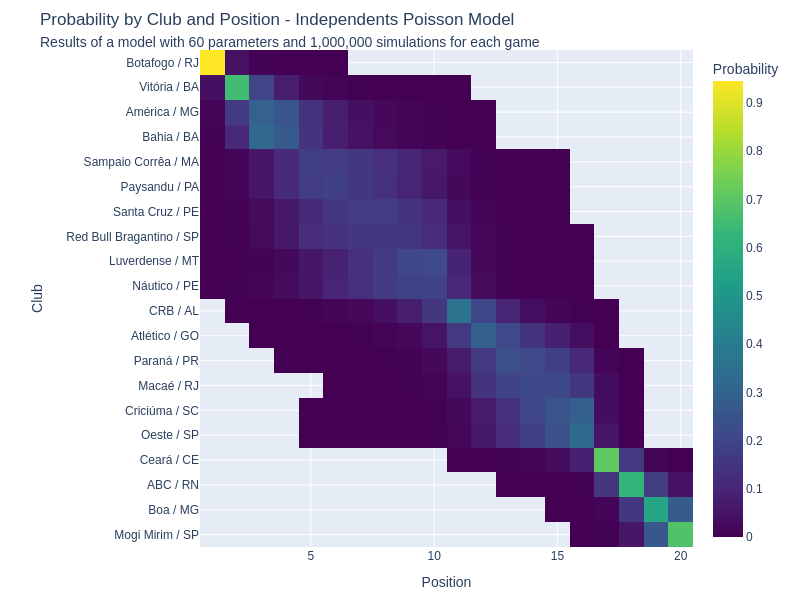 Probability by Club and Position - Independents Poisson Model
Results of a model with 60 parameters and 1,000,000 simulations for each game
Probability
Club
Botafogo / RJ
Vitória / BA
América / MG
Bahia / BA
Sampaio Corrêa / MA
Paysandu / PA
Santa Cruz / PE
Red Bull Bragantino / SP
Luverdense / MT
Náutico / PE
CRB / AL
Atlético / GO
Paraná / PR
Macaé / RJ
Criciúma / SC
Oeste / SP
Ceará / CE
ABC / RN
Boa / MG
Mogi Mirim / SP
0.9
0.8
0.7
0.6
0.5
0.4
0.3
0.2
0.1
0
5 10 15 20
Position